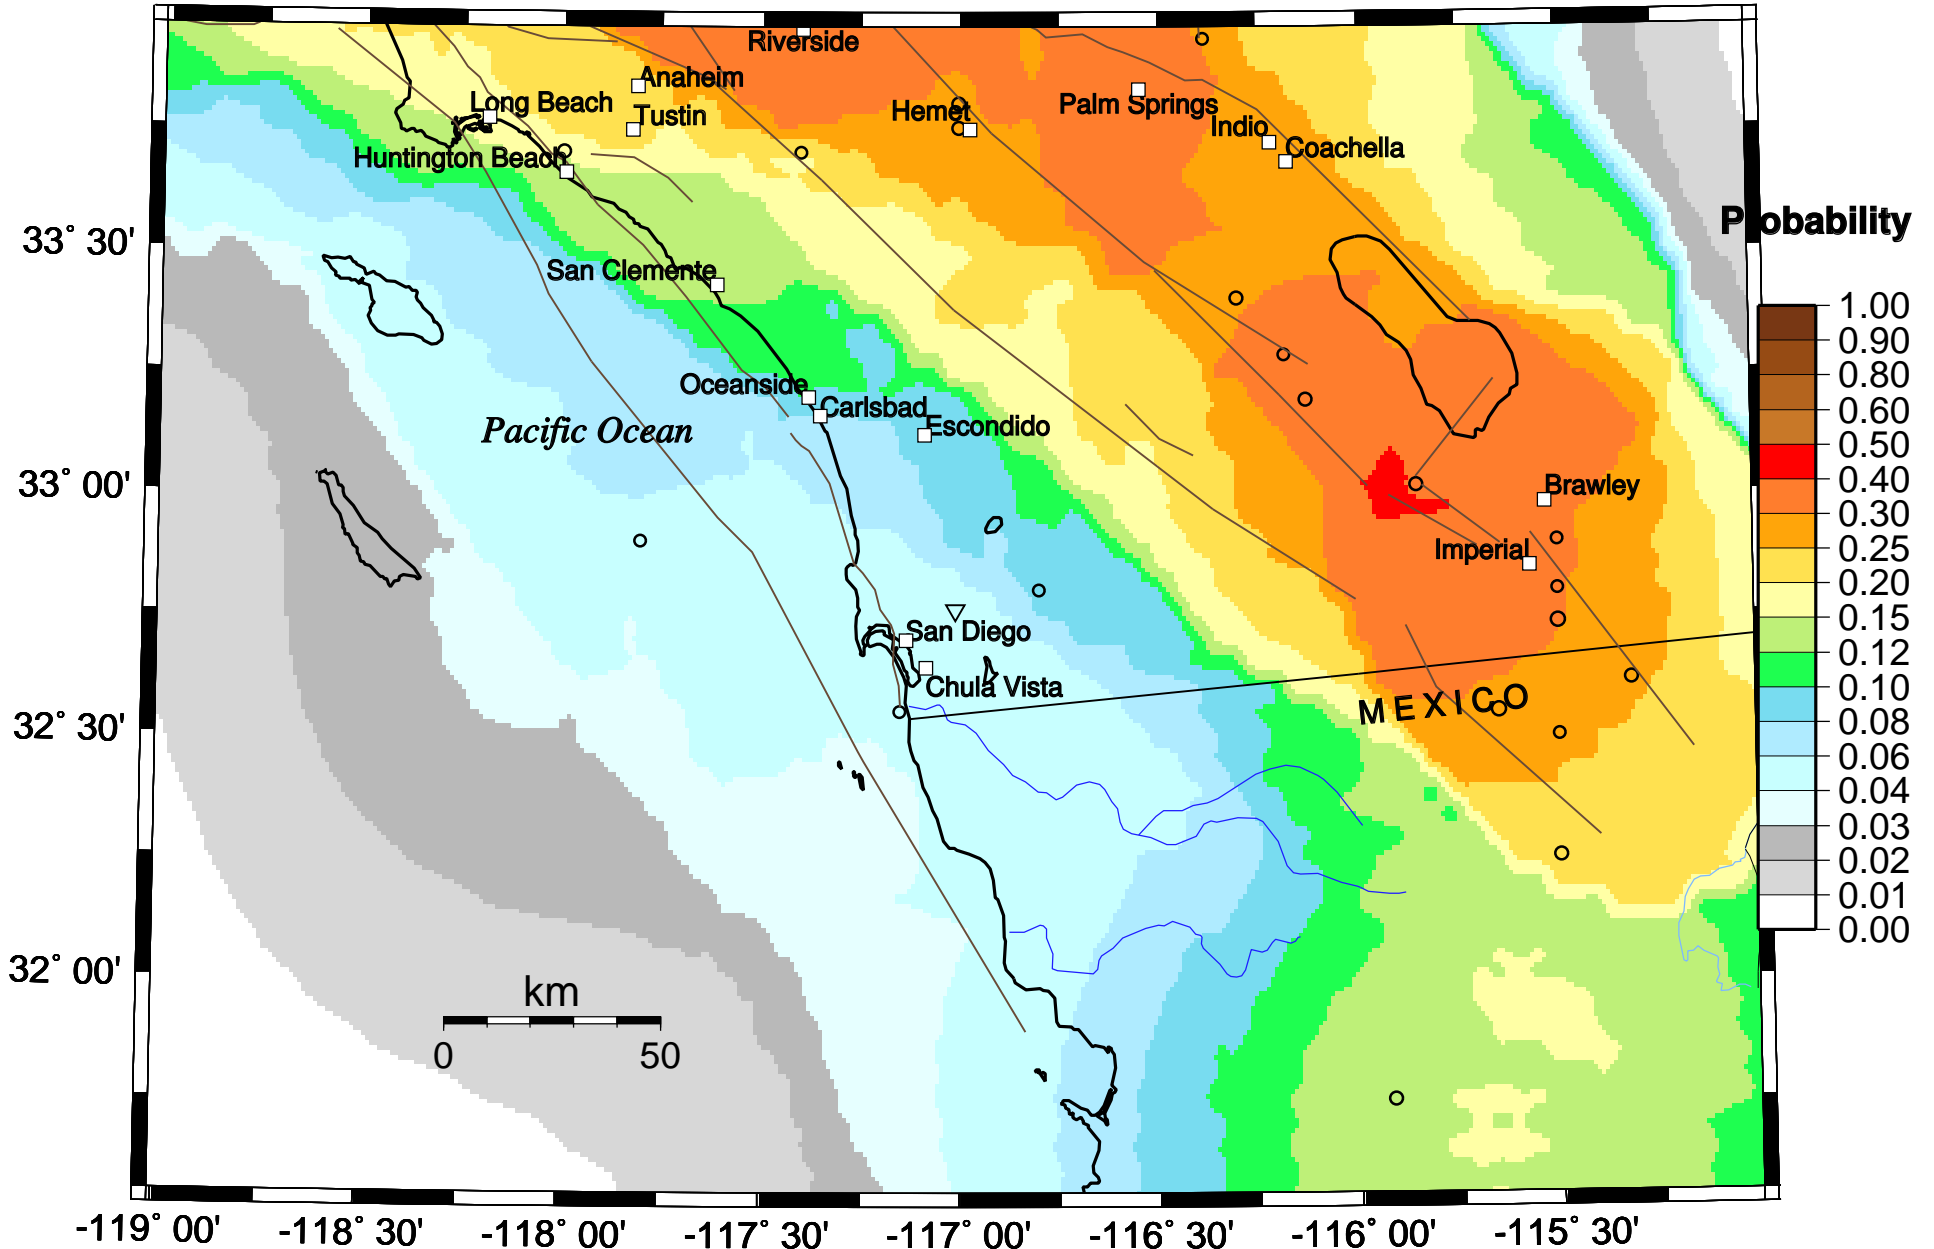 Riverside
Anaheim
Long Beach
Tustin
Hemet
Palm Springs
Indio
Coachella
Huntington Beach
33° 30'
Probability
San Clemente
1.00
0.90
0.80
0.60
0.50
0.40
0.30
0.25
0.20
0.15
0.12
0.10
0.08
0.06
0.04
0.03
0.02
0.01
0.00
Oceanside
Carlsbad
Escondido
Pacific Ocean
33° 00'
Brawley
Imperial
San Diego
Chula Vista
MEXICO
32° 30'
32° 00'
km
0 50
-119° 00' -118° 30' -118° 00' -117° 30' -117° 00' -116° 30' -116° 00' -115° 30'